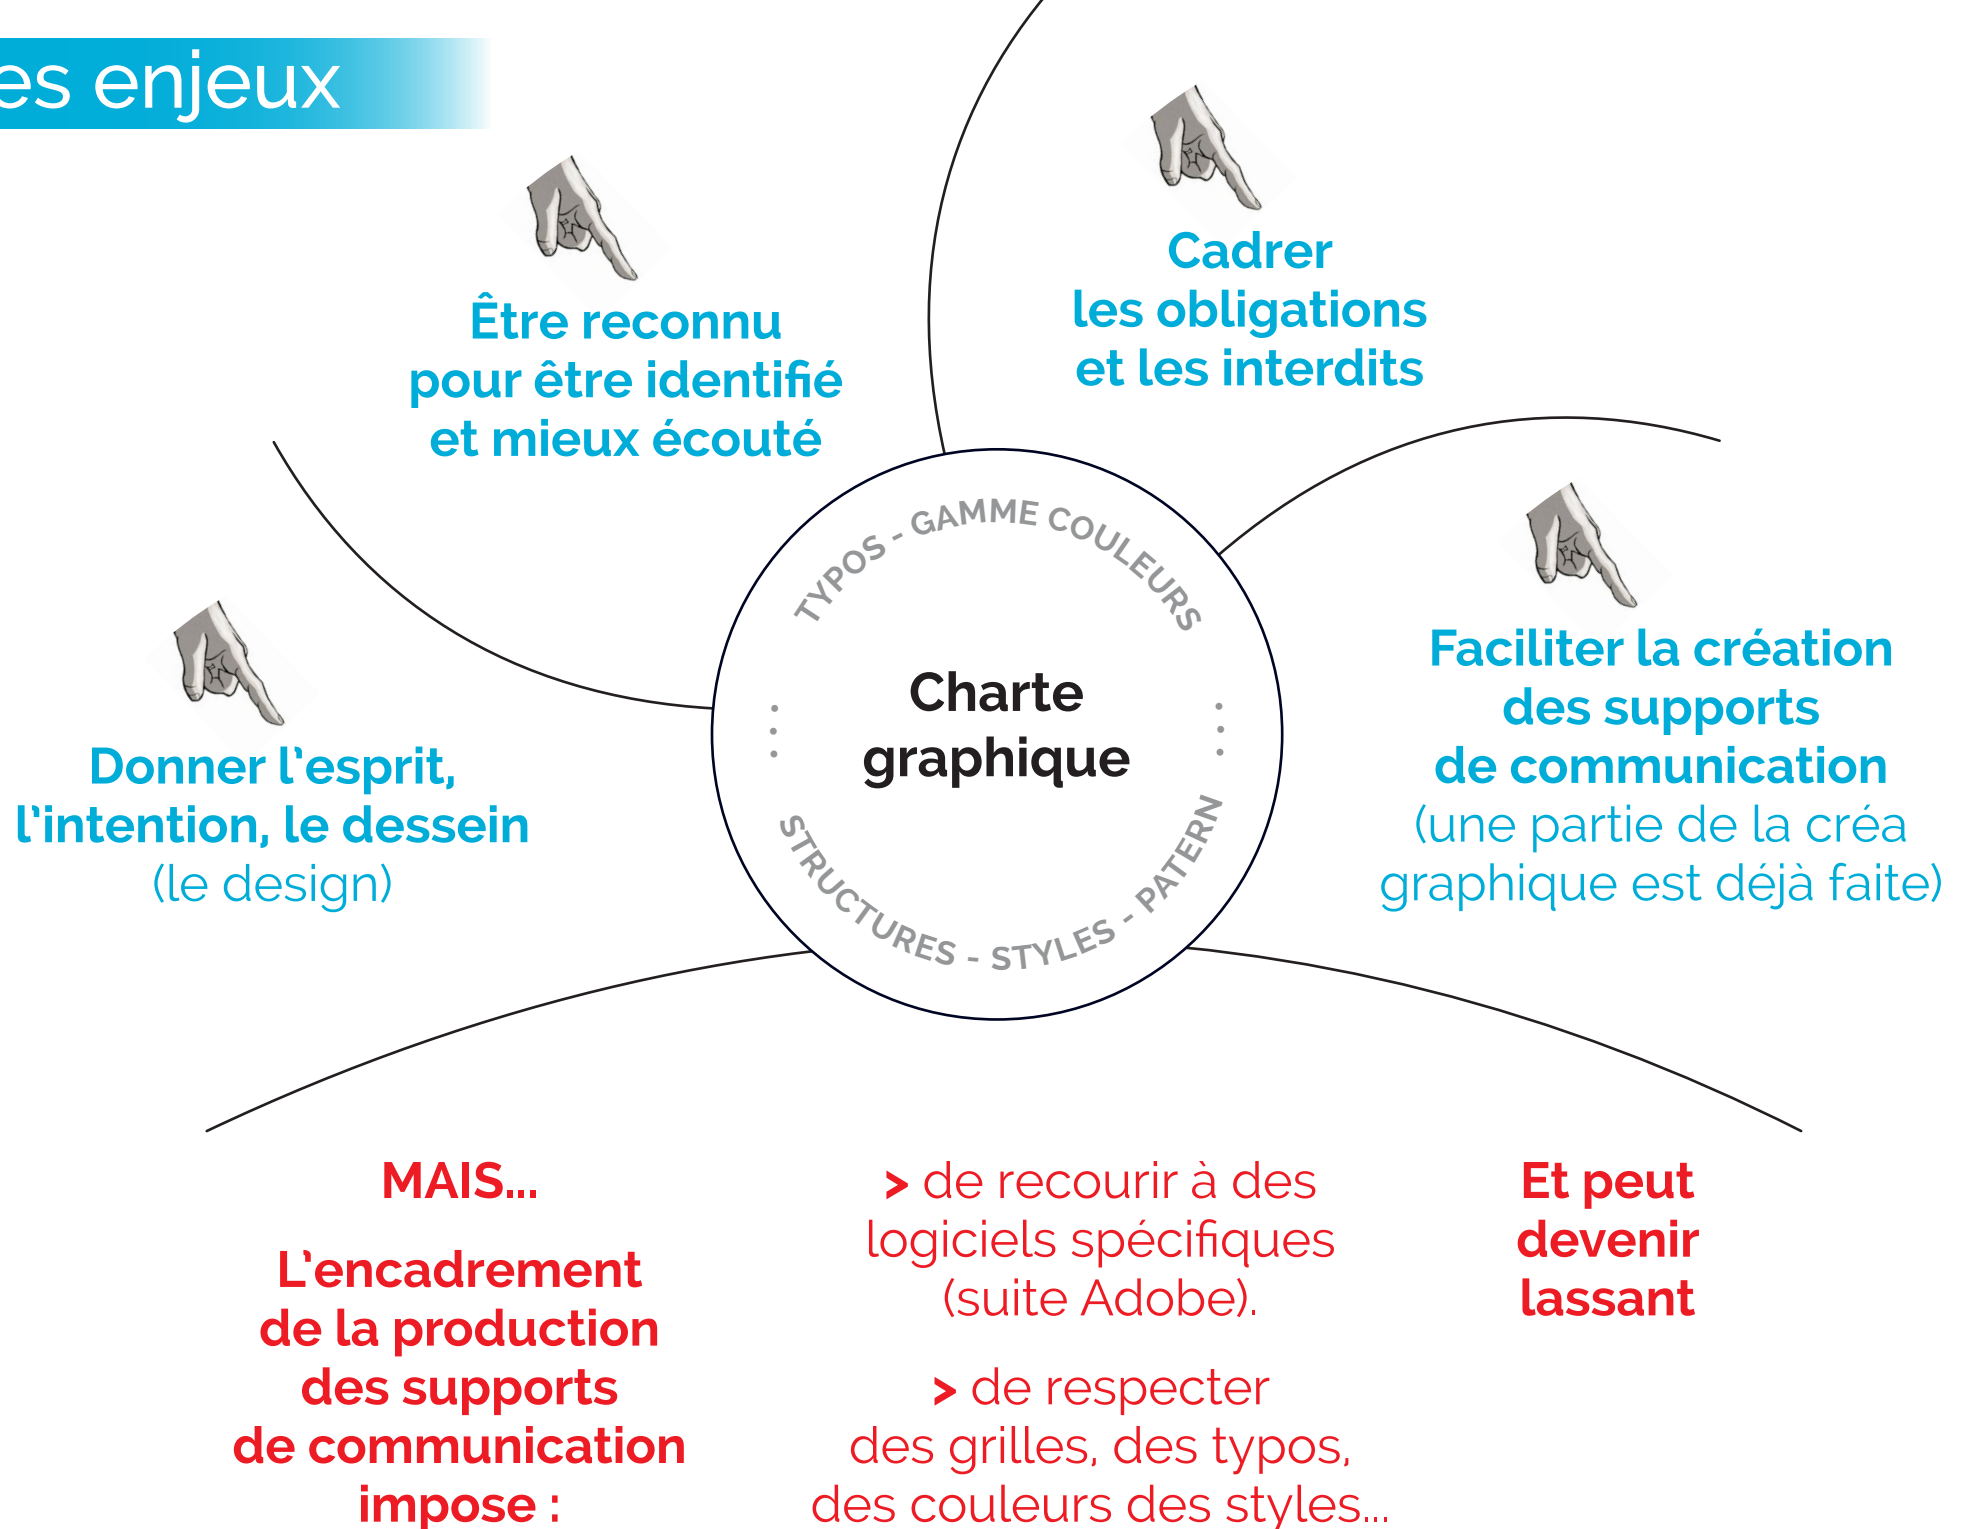 es enjeux
Être reconnu
pour être identifié
et mieux écouté
Cadrer
les obligations
et les interdits
Donner l’esprit,
l’intention, le dessein
(le design)
TYPOS - GAMME COULEURS
Charte
graphique
STRUCTURES - STYLES - PATERN
Faciliter la création
des supports
de communication
(une partie de la créa
graphique est déjà faite)
MAIS...
L’encadrement
de la production
des supports
de communication
impose :
> de recourir à des
logiciels spécifiques
(suite Adobe).
> de respecter
des grilles, des typos,
des couleurs des styles...
Et peut
devenir
lassant